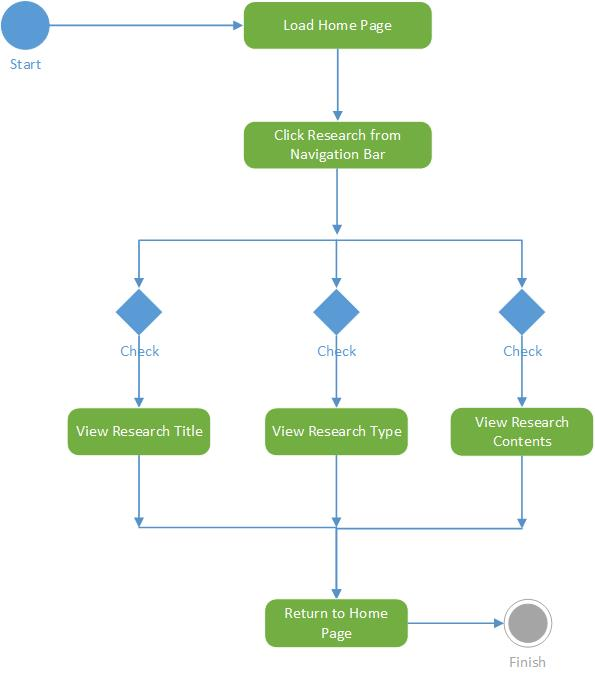 Load Home Page
Start
Click Research from
Navigation Bar
Check
Check
Check
View Research Title
View Research Type
View Research
Contents
Return to Home
Page
Finish